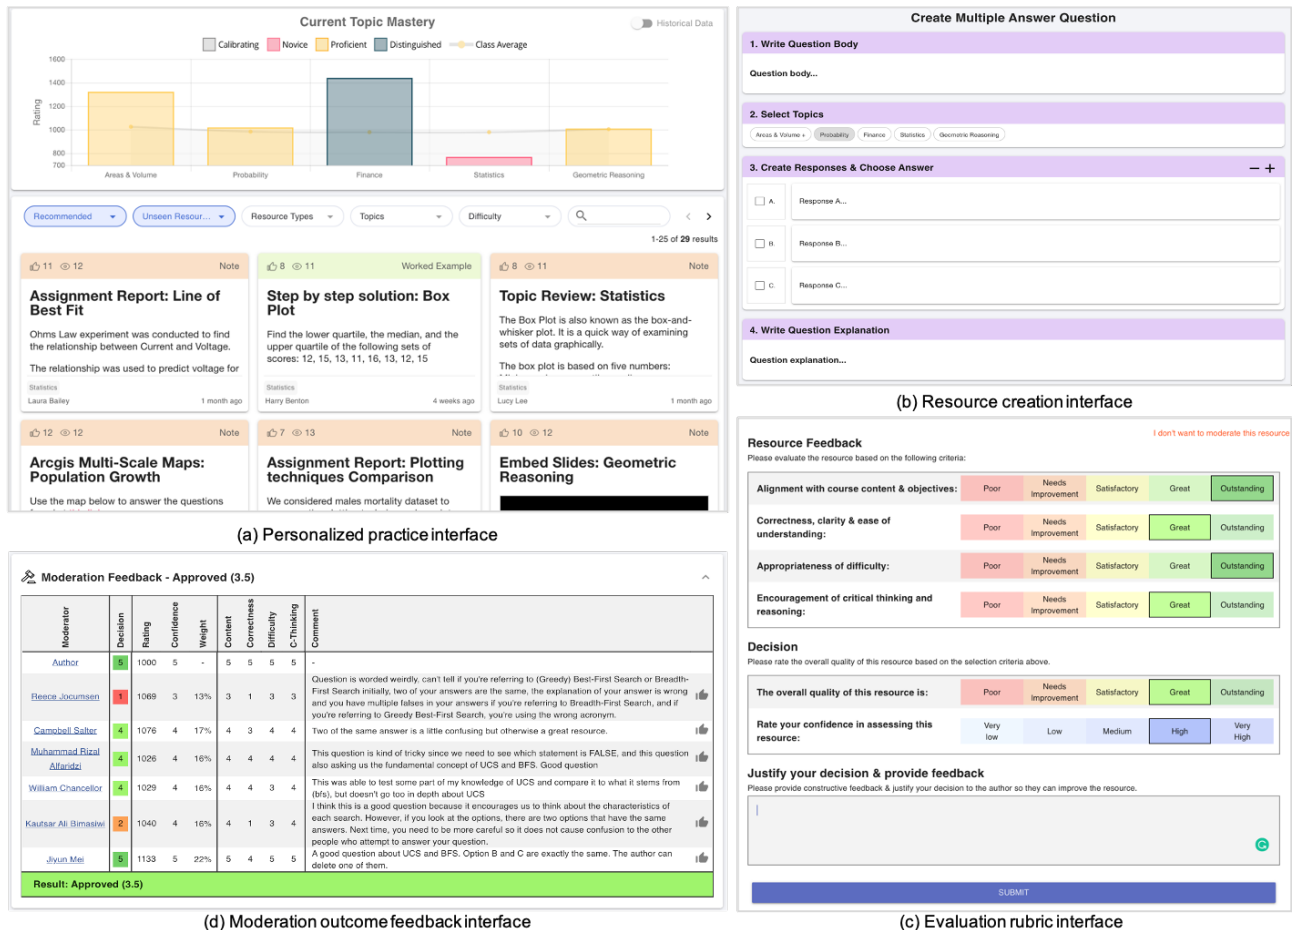 Current Topic Mastery
Historical Data
Calibrating Novice Proficient Distinguished Class Average
Rating
1600
1400
1200
1000
800
700
Areas & Volume Probability Finance Statistics Geometric Reasoning
Recommended Unseen Resour... Resource Types Topics Difficulty
1-25 of 29 results
11 12 Note
Assignment Report: Line of
Best Fit
Ohms Law experiment was conducted to find
the relationship between Current and Voltage.
The relationship was used to predict voltage for
Statistics
Laura Bailey 1 month ago
8 11 Worked Example
Step by step solution: Box
Plot
Find the lower quartile, the median, and the
upper quartile of the following sets of
scores: 12, 15, 13, 11, 16, 13, 12, 15
Statistics
Harry Benton 4 weeks ago
8 11 Note
Topic Review: Statistics
The Box Plot is also known as the box-and-
whisker plot. It is a quick way of examining
sets of data graphically.
The box plot is based on five numbers:
Statistics
Lucy Lee 1 month ago
12 12 Note
Arcgis Multi-Scale Maps:
Population Growth
Use the map below to answer the questions
7 13 Note
Assignment Report: Plotting
techniques Comparison
We considered males mortality dataset to
10 12 Note
Embed Slides: Geometric
Reasoning
(a) Personalized practice interface
Create Multiple Answer Question
1. Write Question Body
Question body...
2. Select Topics
Areas & Volume + Probability Finance Statistics Geometric Reasoning
3. Create Responses & Choose Answer
A. Response A...
B. Response B...
C. Response C...
4. Write Question Explanation
Question explanation...
(b) Resource creation interface
I don't want to moderate this resource
Resource Feedback
Please evaluate the resource based on the following criteria:
Alignment with course content & objectives: Poor Needs Improvement Satisfactory Great Outstanding
Correctness, clarity & ease of
understanding: Poor Needs Improvement Satisfactory Great Outstanding
Appropriateness of difficulty: Poor Needs Improvement Satisfactory Great Outstanding
Encouragement of critical thinking and
reasoning: Poor Needs Improvement Satisfactory Great Outstanding
Decision
Please rate the overall quality of this resource based on the selection criteria above.
The overall quality of this resource is: Poor Needs Improvement Satisfactory Great Outstanding
Rate your confidence in assessing this
resource: Very low Low Medium High Very High
Justify your decision & provide feedback
Please provide constructive feedback & justify your decision to the author so they can improve the resource.
SUBMIT
(c) Evaluation rubric interface
Moderation Feedback - Approved (3.5)
Moderator Decision Rating Confidence Weight Content Correctness Difficulty C-Thinking Comment
Author 5 1000 5 - 5 5 5 5 -
Reece Jocumsen 1 1069 3 13% 3 1 3 3
Question is worded weirdly, can't tell if you're referring to (Greedy) Best-First Search or Breadth-
First Search initially, two of your answers are the same, the explanation of your answer is wrong
and you have multiple falses in your answers if you're referring to Breadth-First Search, and if
you're referring to Greedy Best-First Search, you're using the wrong acronym.
Campbell Salter 4 1076 4 17% 4 3 4 4 Two of the same answer is a little confusing but otherwise a great resource.
Muhammad Rizal
Alfaridzi 4 1026 4 16% 4 4 4 4
This question is kind of tricky since we need to see which statement is FALSE, and this question
also asking us the fundamental concept of UCS and BFS. Good question
William Chancellor 4 1029 4 16% 4 4 3 4
This was able to test some part of my knowledge of UCS and compare it to what it stems from
(bfs), but doesn't go too in depth about UCS
Kautsar Ali Bimasiwi 2 1040 4 16% 4 1 3 4
I think this is a good question because it encourages us to think about the characteristics of
each search. However, if you look at the options, there are two options that have the same
answers. Next time, you need to be more careful so it does not cause confusion to the other
people who attempt to answer your question.
Jiyun Mei 5 1133 5 22% 5 4 5 5
A good question about UCS and BFS. Option B and C are exactly the same. The author can
delete one of them.
Result: Approved (3.5)
(d) Moderation outcome feedback interface